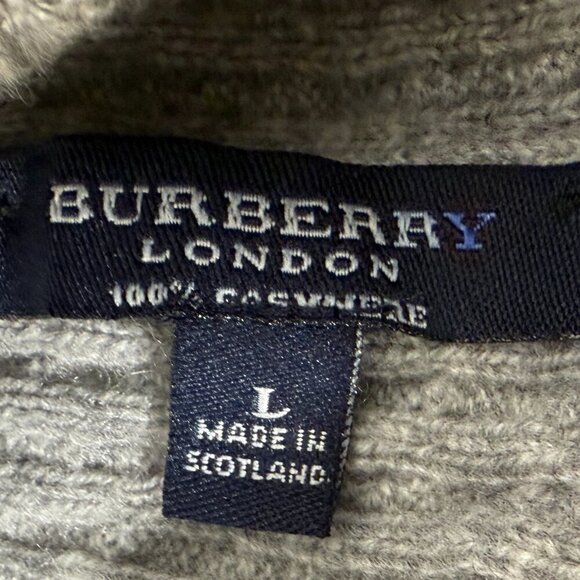 BURBERRY
LONDON
100% CASHMERE
L
MADE IN
SCOTLAND